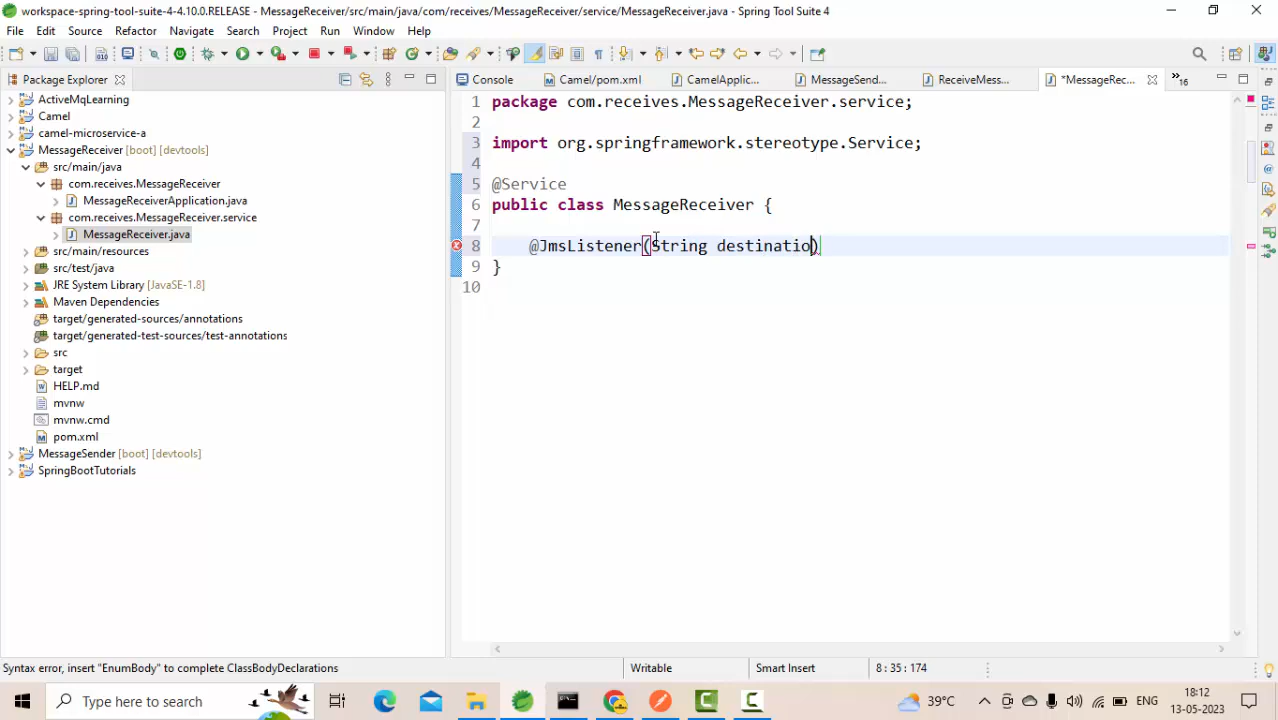 workspace-spring-tool-suite-4-4.10.0.RELEASE - MessageReceiver/src/main/java/com/receives/MessageReceiver/service/MessageReceiver.java - Spring Tool Suite 4
File Edit Source Refactor Navigate Search Project Run Window Help
Package Explorer
Console Camel/pom.xml CamelApplic... MessageSend... ReceiveMess... *MessageRec... »16
ActiveMqLearning
Camel
camel-microservice-a
MessageReceiver [boot] [devtools]
src/main/java
com.receives.MessageReceiver
MessageReceiverApplication.java
com.receives.MessageReceiver.service
MessageReceiver.java
src/main/resources
src/test/java
JRE System Library [JavaSE-1.8]
Maven Dependencies
target/generated-sources/annotations
target/generated-test-sources/test-annotations
src
target
HELP.md
mvnw
mvnw.cmd
pom.xml
MessageSender [boot] [devtools]
SpringBootTutorials
1 package com.receives.MessageReceiver.service;
2
3 import org.springframework.stereotype.Service;
4
5 @Service
6 public class MessageReceiver {
7
8 @JmsListener(String destinatio)
9 }
10
Syntax error, insert "EnumBody" to complete ClassBodyDeclarations Writable Smart Insert 8 : 35 : 174
Type here to search
39°C ENG 18:12
13-05-2023